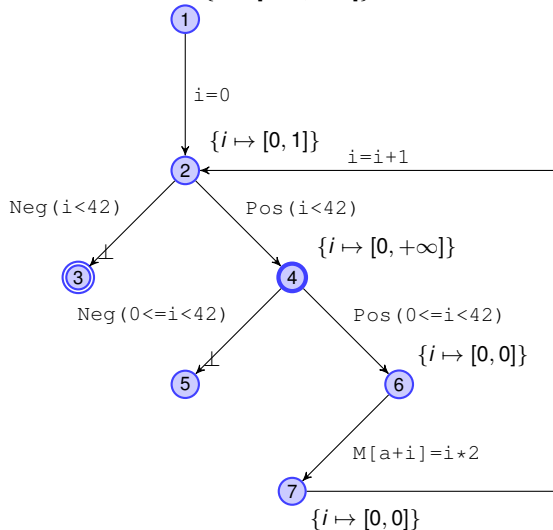 1
i=0
{i ↦ [0, 1]}
i=i+1
2
Neg(i<42)
Pos(i<42)
{i ↦ [0, +∞]}
⊥
3
4
Neg(0<=i<42)
Pos(0<=i<42)
{i ↦ [0, 0]}
⊥
5
6
M[a+i]=i*2
7
{i ↦ [0, 0]}